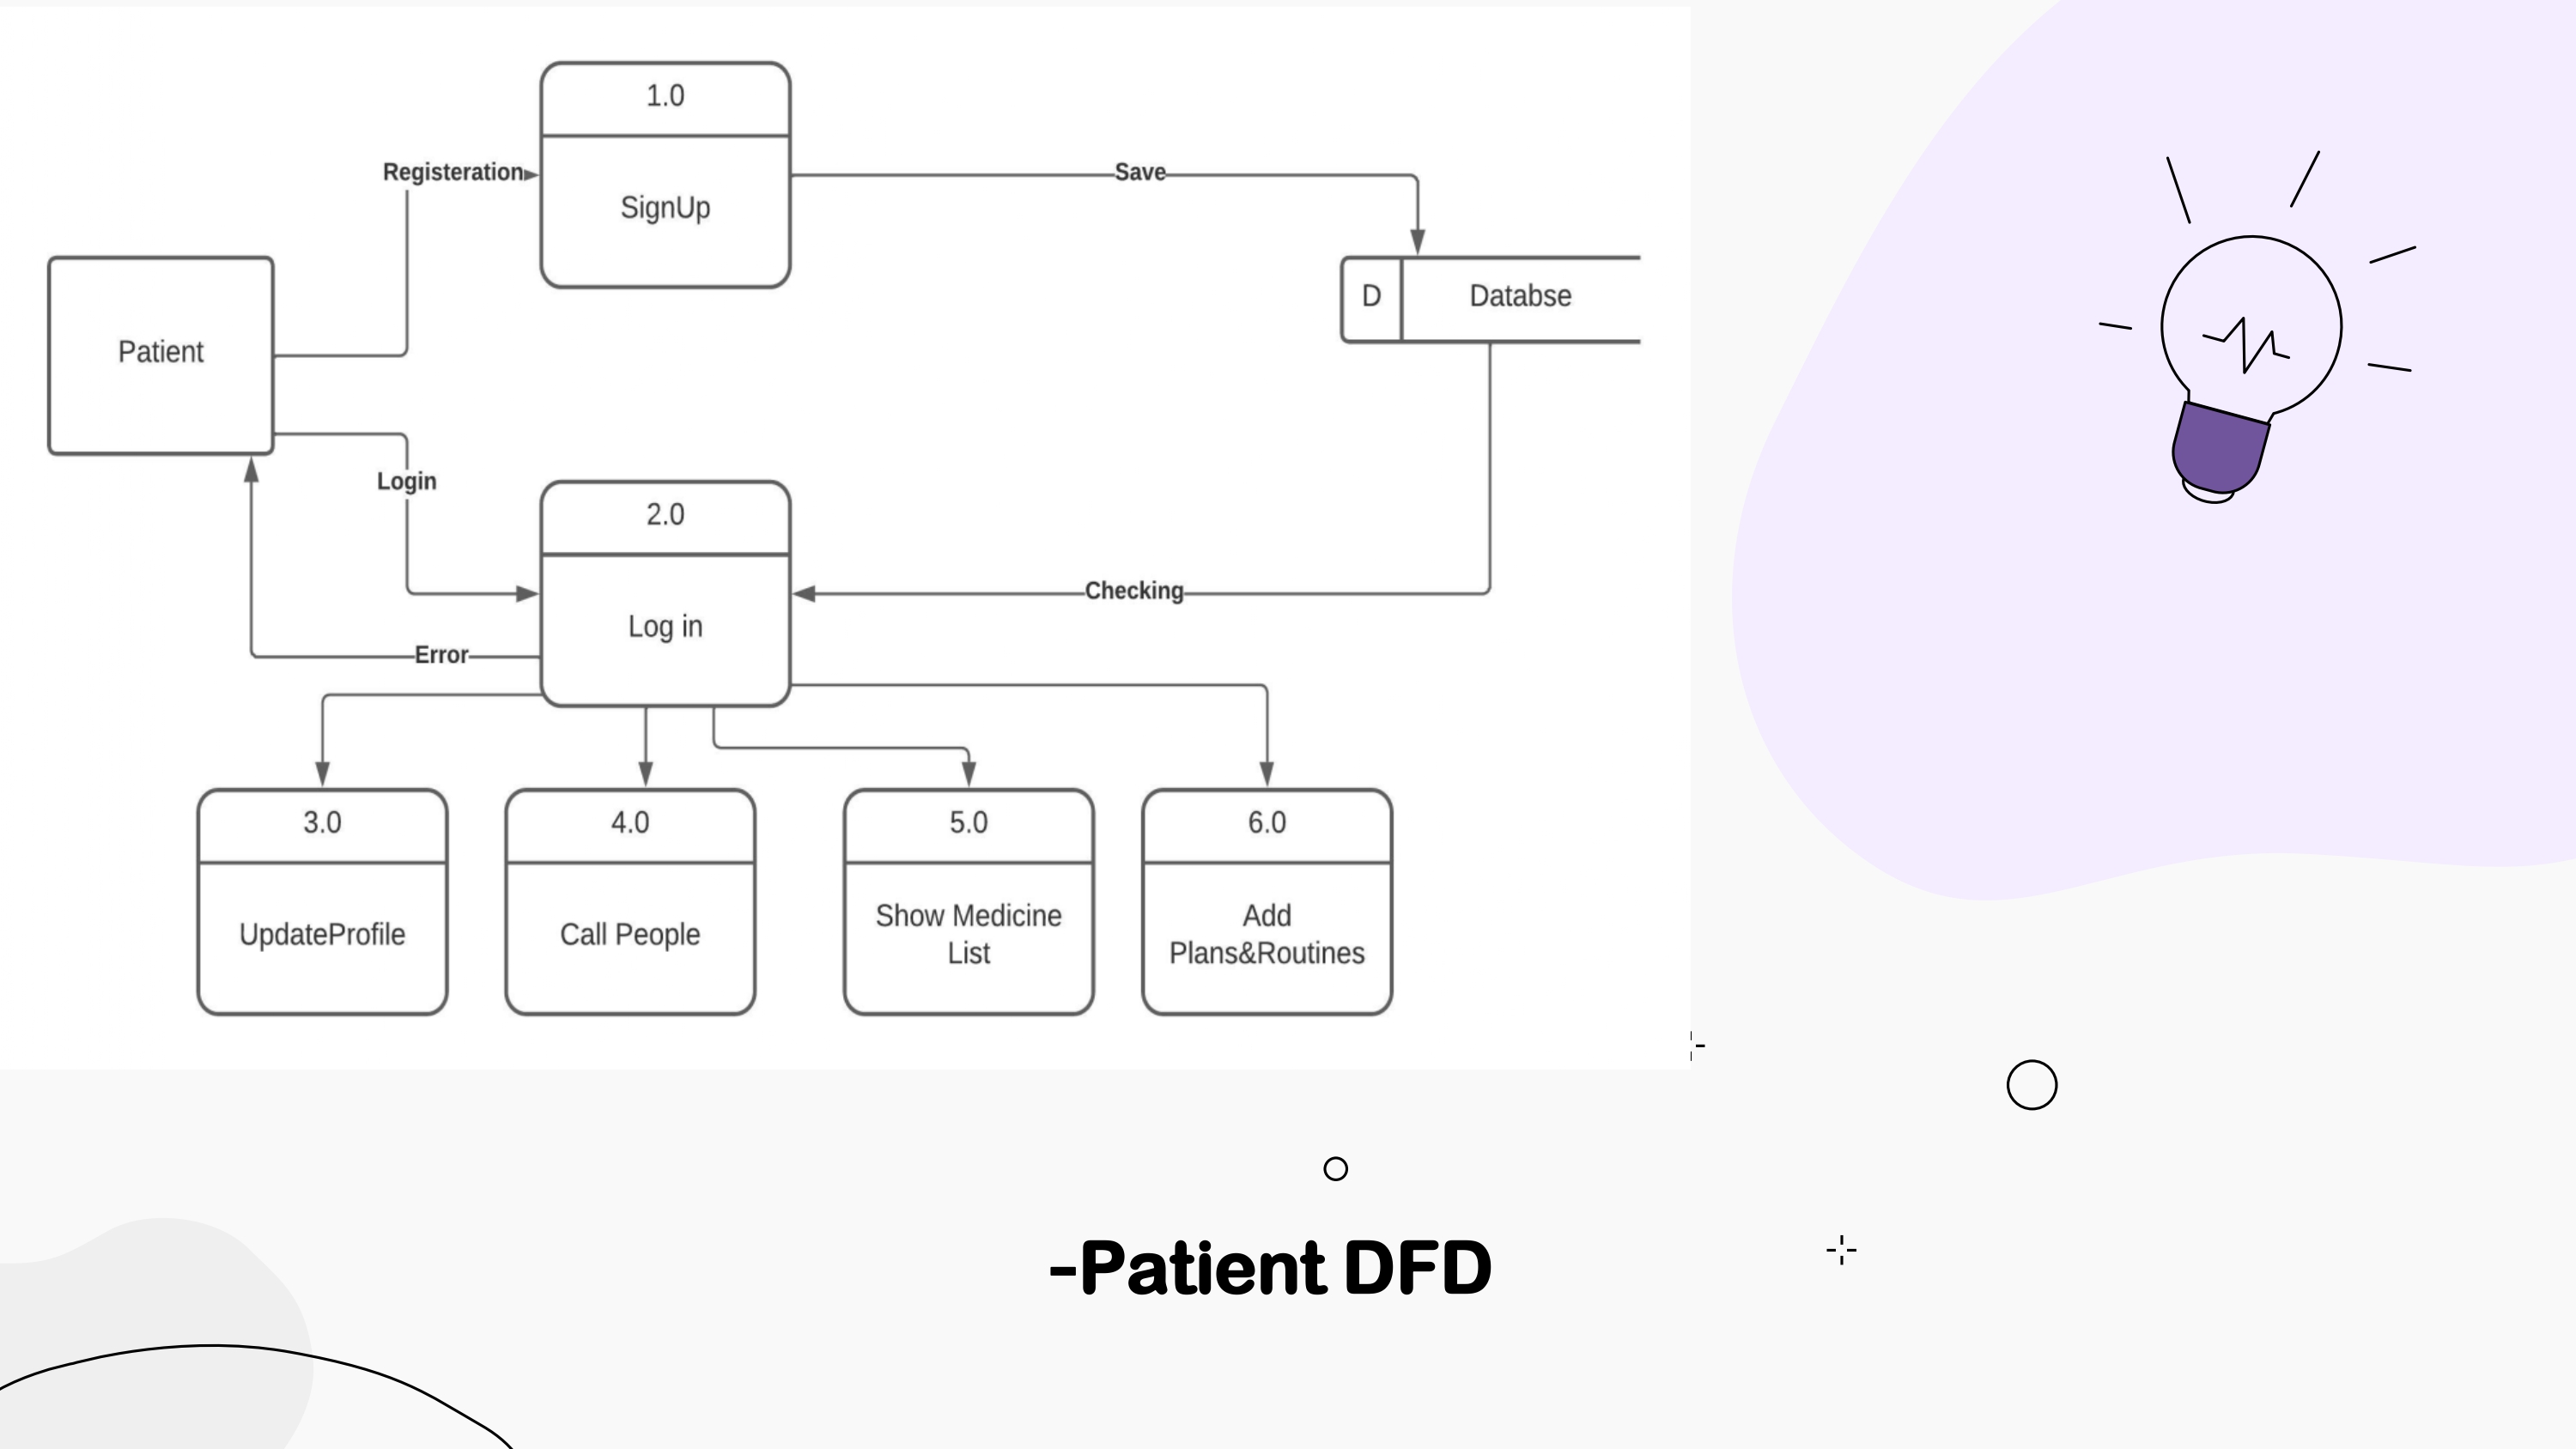 1.0
Registeration
Save
SignUp
D
Databse
Patient
Login
2.0
Checking
Log in
Error
3.0
4.0
5.0
6.0
UpdateProfile
Call People
Show Medicine
List
Add
Plans&Routines
-Patient DFD